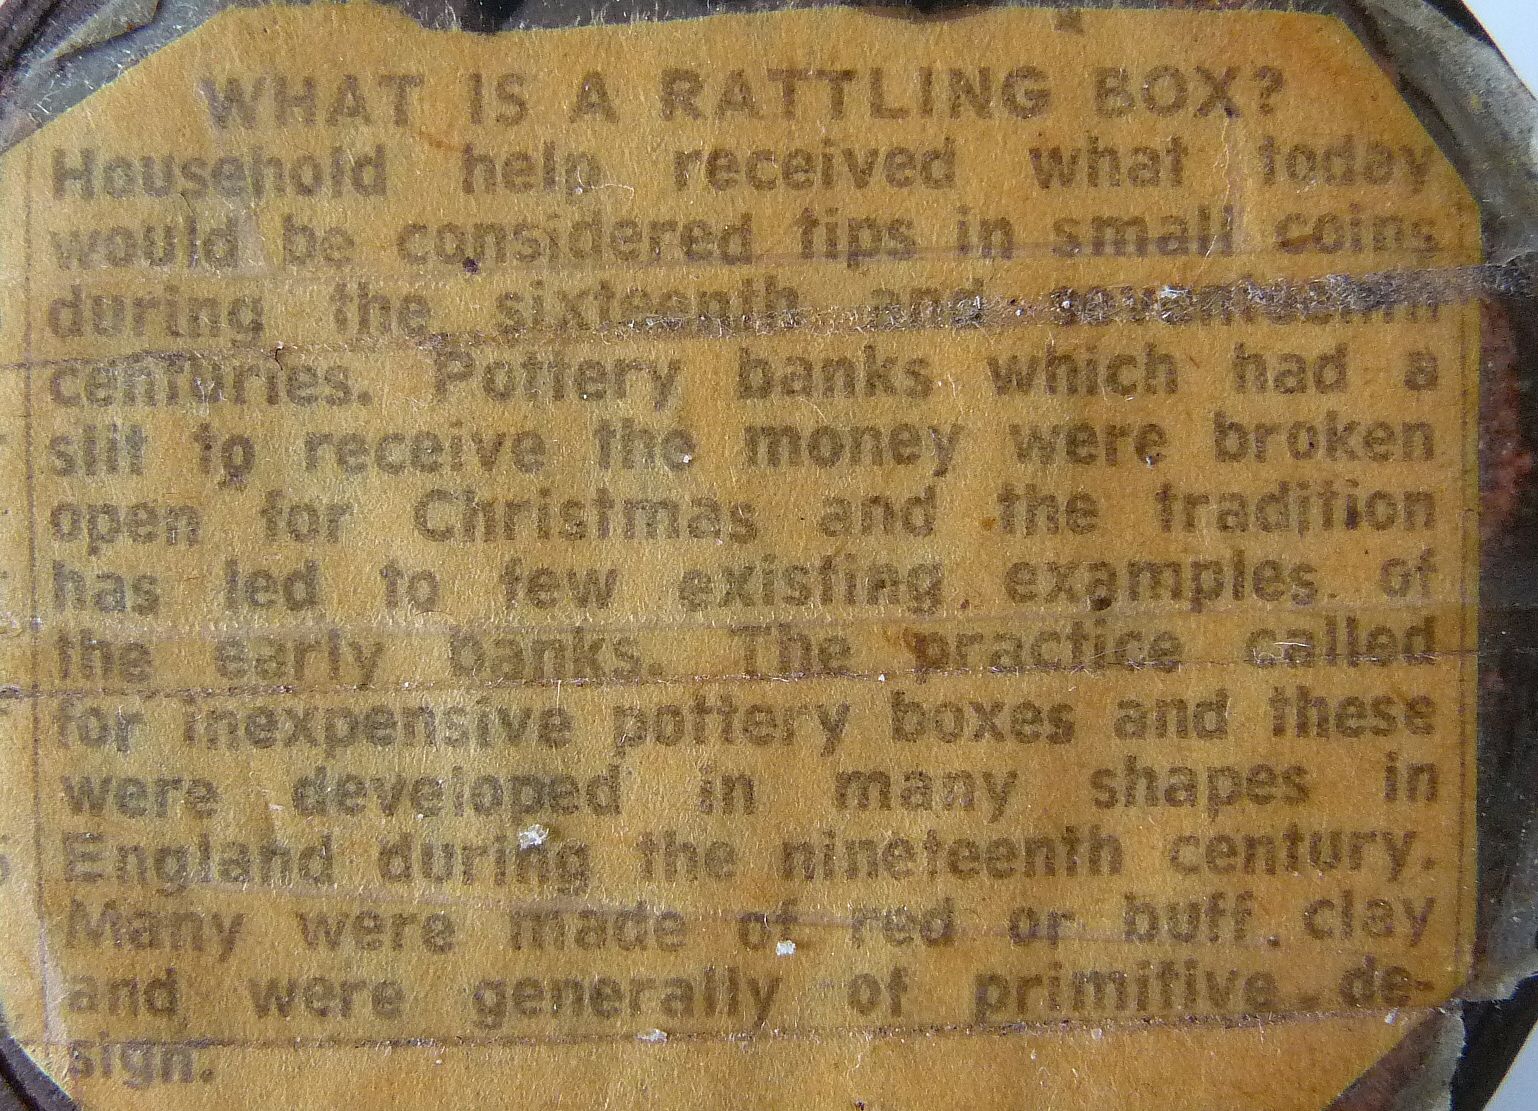 WHAT IS A RATTLING BOX?
Household help received what today
would be considered tips in small coins
during the sixteenth and seventeenth
centuries. Pottery banks which had a
slit to receive the money were broken
open for Christmas and the tradition
has led to few existing examples of
the early banks. The practice called
for inexpensive pottery boxes and these
were developed in many shapes in
England during the nineteenth century.
Many were made of red or buff clay
and were generally of primitive de-
sign.